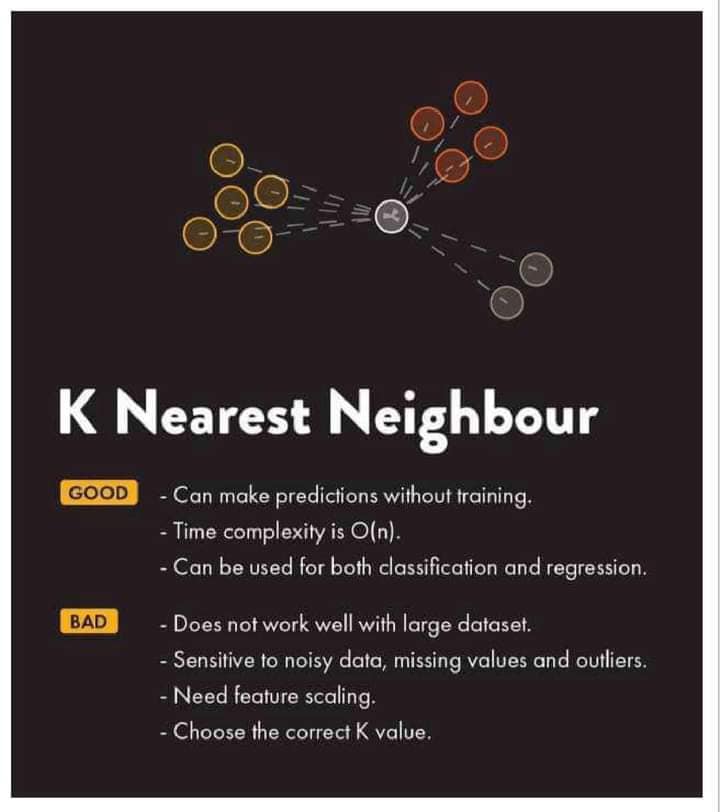 K Nearest Neighbour
GOOD - Can make predictions without training.
- Time complexity is O(n).
- Can be used for both classification and regression.
BAD - Does not work well with large dataset.
- Sensitive to noisy data, missing values and outliers.
- Need feature scaling.
- Choose the correct K value.